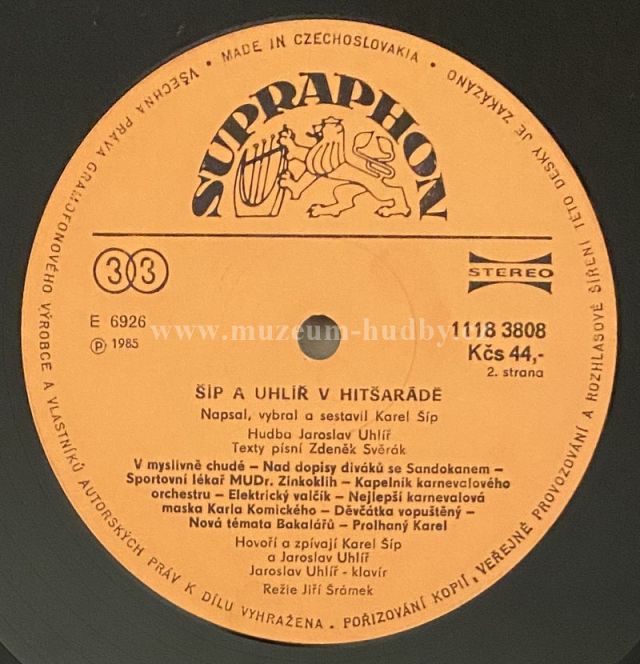 VŠECHNA PRÁVA GRAMOFONOVÉHO VÝROBCE A VLASTNÍKŮ AUTORSKÝCH PRÁV K DÍLU VYHRAŽENA . POŘIZOVÁNÍ KOPIÍ, VEŘEJNÉ PROVOZOVÁNÍ A ROZHLASOVÉ ŠÍŘENÍ TÉTO DESKY JE ZAKÁZÁNO
• MADE IN CZECHOSLOVAKIA •
SUPRAPHON
33
STEREO
E 6926
℗ 1985
www.muzeum-hudby.
1118 3808
Kčs 44,-
2. strana
ŠÍP A UHLÍŘ V HITŠARÁDĚ
Napsal, vybral a sestavil Karel Šíp
Hudba Jaroslav Uhlíř
Texty písní Zdeněk Svěrák
V myslivně chudé – Nad dopisy diváků se Sandokanem –
Sportovní lékař MUDr. Zinkoklih – Kapelník karnevalového
orchestru – Elektrický valčík – Nejlepší karnevalová
maska Karla Komického – Děvčátka vopuštěný –
Nová témata Bakalářů – Prolhaný Karel
Hovoří a zpívají Karel Šíp
a Jaroslav Uhlíř
Jaroslav Uhlíř - klavír
Režie Jiří Šrámek